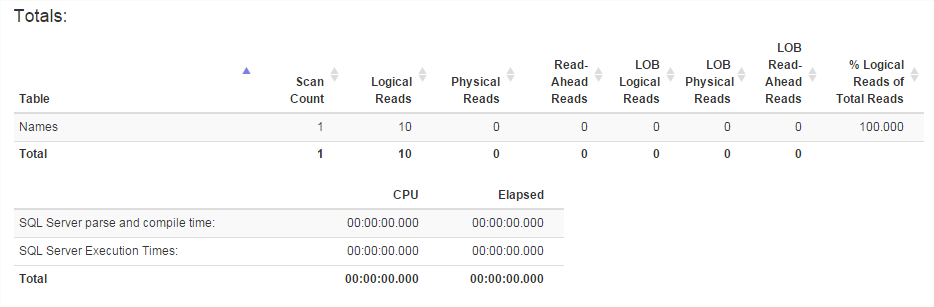 Totals:
Table Scan Count Logical Reads Physical Reads Read-Ahead Reads LOB Logical Reads LOB Physical Reads LOB Read-Ahead Reads % Logical Reads of Total Reads
Names 1 10 0 0 0 0 0 100.000
Total 1 10 0 0 0 0 0
CPU Elapsed
SQL Server parse and compile time: 00:00:00.000 00:00:00.000
SQL Server Execution Times: 00:00:00.000 00:00:00.000
Total 00:00:00.000 00:00:00.000